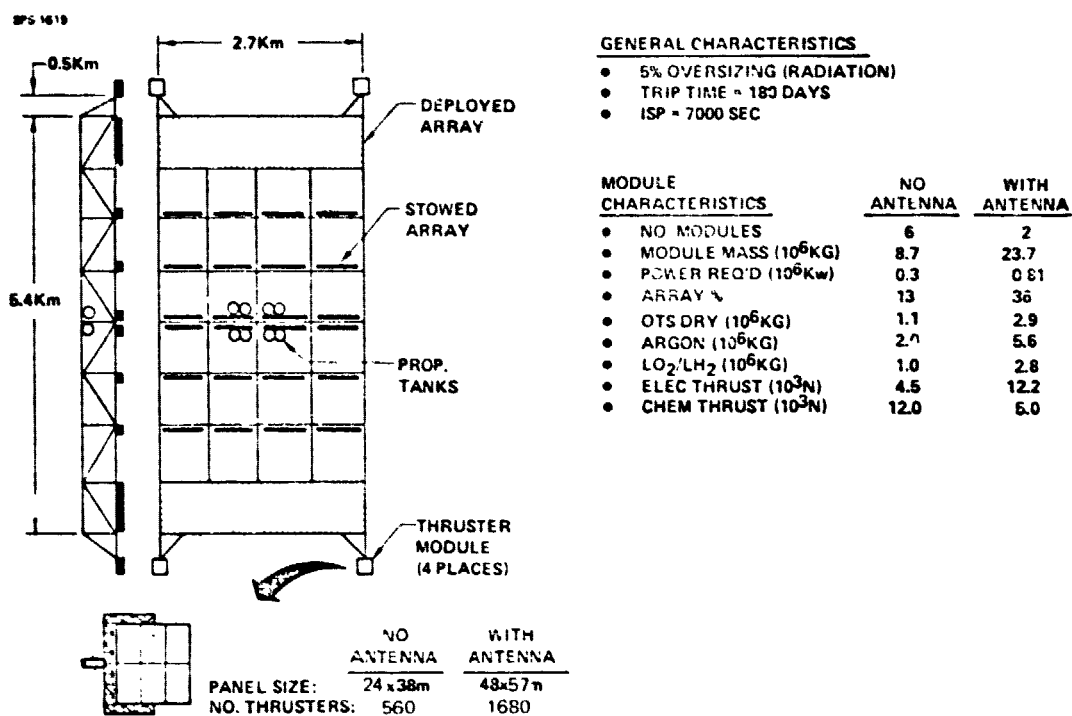 SPS 1619
2.7Km
0.5Km
DEPLOYED
ARRAY
STOWED
ARRAY
5.4Km
PROP.
TANKS
THRUSTER
MODULE
(4 PLACES)
NO
ANTENNA
WITH
ANTENNA
PANEL SIZE: 24 x 38m 48x57m
NO. THRUSTERS: 560 1680
GENERAL CHARACTERISTICS
• 5% OVERSIZING (RADIATION)
• TRIP TIME = 180 DAYS
• ISP = 7000 SEC
MODULE
CHARACTERISTICS
NO
ANTENNA
WITH
ANTENNA
• NO. MODULES 6 2
• MODULE MASS (10⁶KG) 8.7 23.7
• POWER REQ'D (10⁶Kw) 0.3 0.81
• ARRAY % 13 36
• OTS DRY (10⁶KG) 1.1 2.9
• ARGON (10⁶KG) 5.6
• LO₂/LH₂ (10⁶KG) 1.0 2.8
• ELEC THRUST (10³N) 4.5 12.2
• CHEM THRUST (10³N) 12.0 5.0